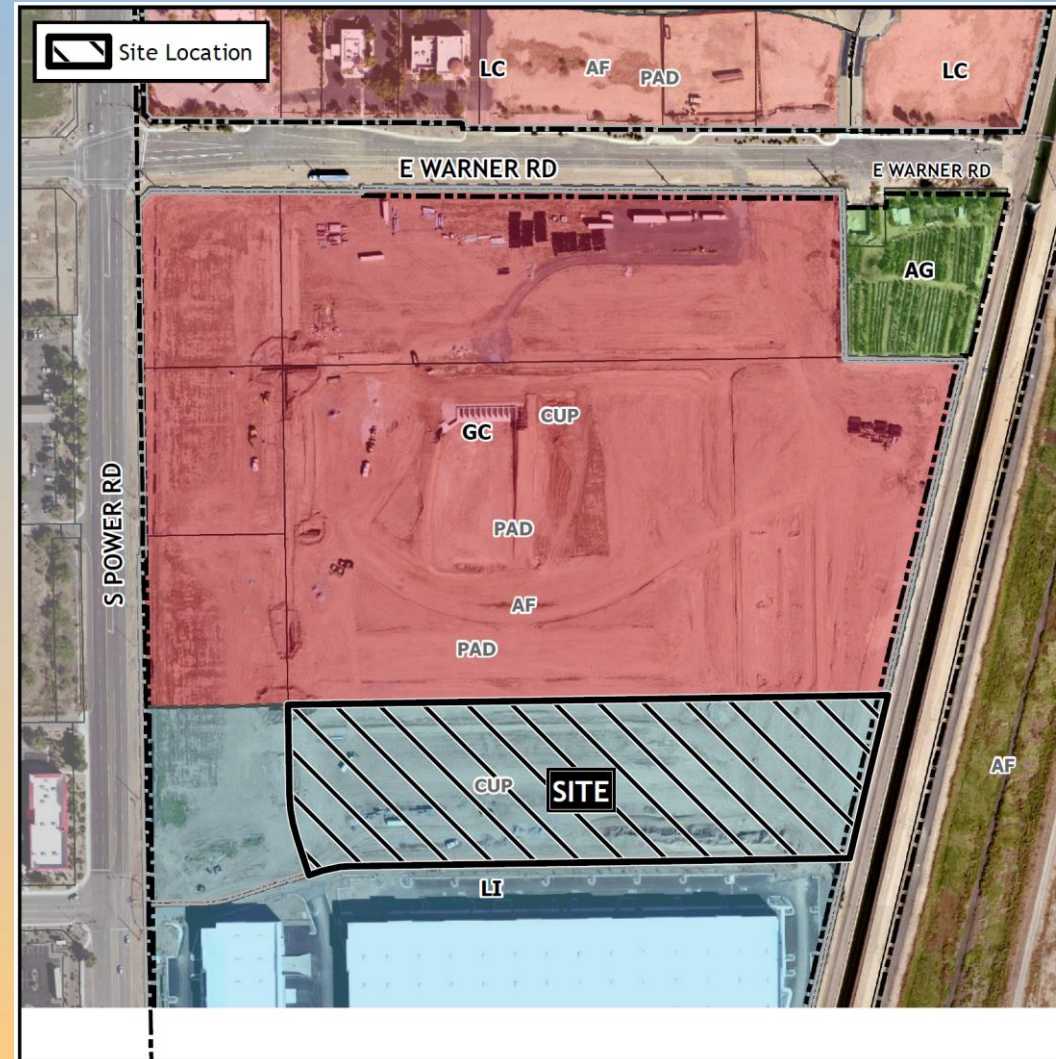 Site Location
LC
AF
PAD
LC
E WARNER RD
E WARNER RD
AG
S POWER RD
CUP
GC
PAD
AF
PAD
CUP
SITE
AF
LI